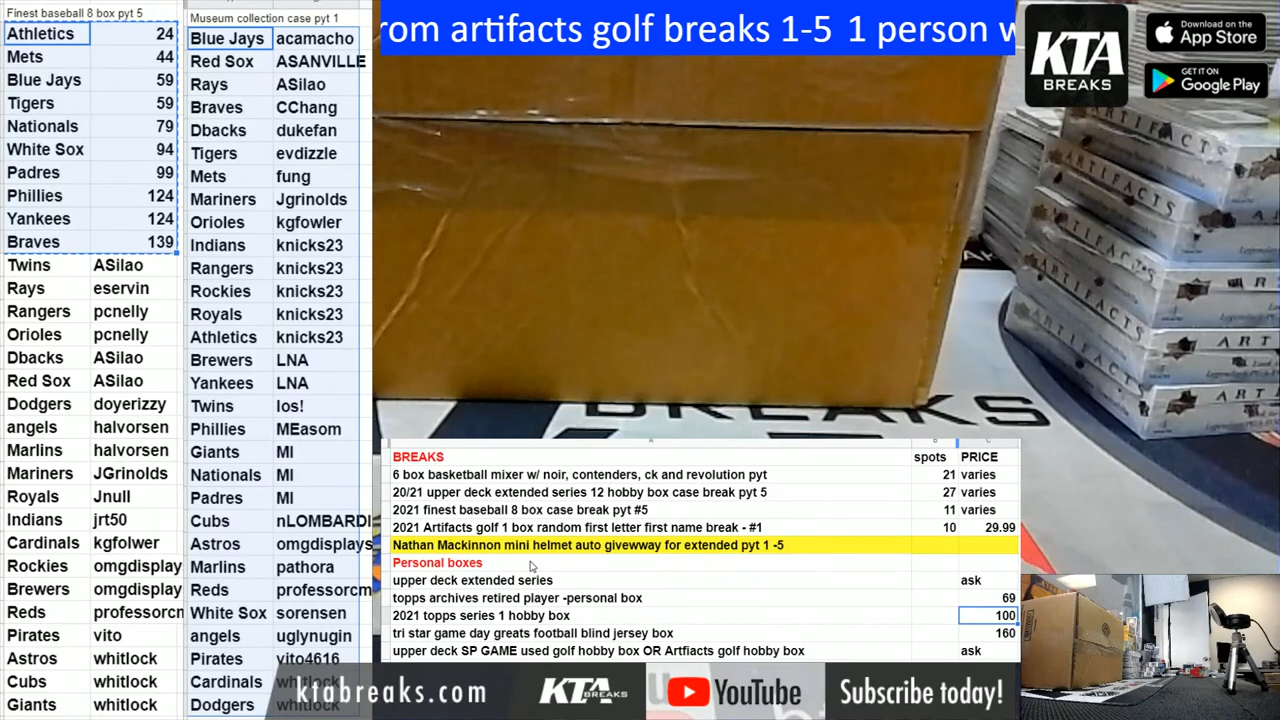 Finest baseball 8 box pyt 5
Athletics 24
Mets 44
Blue Jays 59
Tigers 59
Nationals 79
White Sox 94
Padres 99
Phillies 124
Yankees 124
Braves 139
Twins ASilao
Rays eservin
Rangers pcnelly
Orioles pcnelly
Dbacks ASilao
Red Sox ASilao
Dodgers doyerizzy
angels halvorsen
Marlins halvorsen
Mariners JGrinolds
Royals Jnull
Indians jrt50
Cardinals kgfolwer
Rockies omgdisplay
Brewers omgdisplay
Reds professorcn
Pirates vito
Astros whitlock
Cubs whitlock
Giants whitlock
Museum collection case pyt 1
Blue Jays acamacho
Red Sox ASANVILLE
Rays ASilao
Braves CChang
Dbacks dukefan
Tigers evdizzle
Mets fung
Mariners Jgrinolds
Orioles kgfowler
Indians knicks23
Rangers knicks23
Rockies knicks23
Royals knicks23
Athletics knicks23
Brewers LNA
Yankees LNA
Twins los!
Phillies MEasom
Giants MI
Nationals MI
Padres MI
Cubs nLOMBARDI
Astros omgdisplays
Marlins pathora
Reds professorcm
White Sox sorensen
angels uglynugin
Pirates vito4616
Cardinals whitlock
Dodgers whitlock
rom artifacts golf breaks 1-5 1 person w
KTA
BREAKS
Download on the
App Store
GET IT ON
Google Play
ARTIFACTS
ARTIFACTS
BREAKS
BREAKS spots PRICE
6 box basketball mixer w/ noir, contenders, ck and revolution pyt 21 varies
20/21 upper deck extended series 12 hobby box case break pyt 5 27 varies
2021 finest baseball 8 box case break pyt #5 11 varies
2021 Artifacts golf 1 box random first letter first name break - #1 10 29.99
Nathan Mackinnon mini helmet auto givewway for extended pyt 1 -5
Personal boxes
upper deck extended series ask
topps archives retired player -personal box 69
2021 topps series 1 hobby box 100
tri star game day greats football blind jersey box 160
upper deck SP GAME used golf hobby box OR Artfiacts golf hobby box ask
ktabreaks.com
KTA
BREAKS
YouTube
Subscribe today!